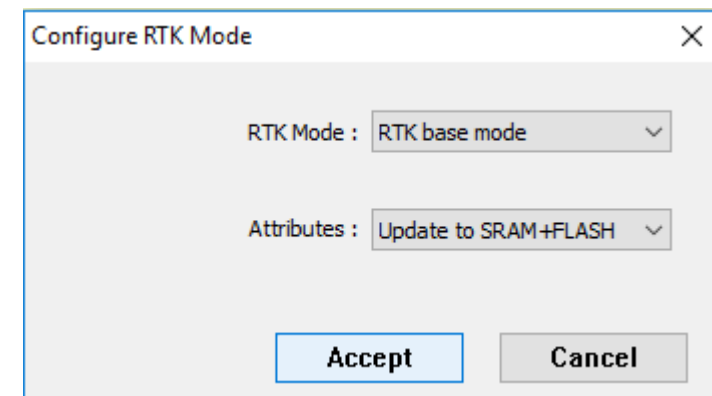 Configure RTK Mode
RTK Mode : RTK base mode
Attributes : Update to SRAM+FLASH
Accept Cancel